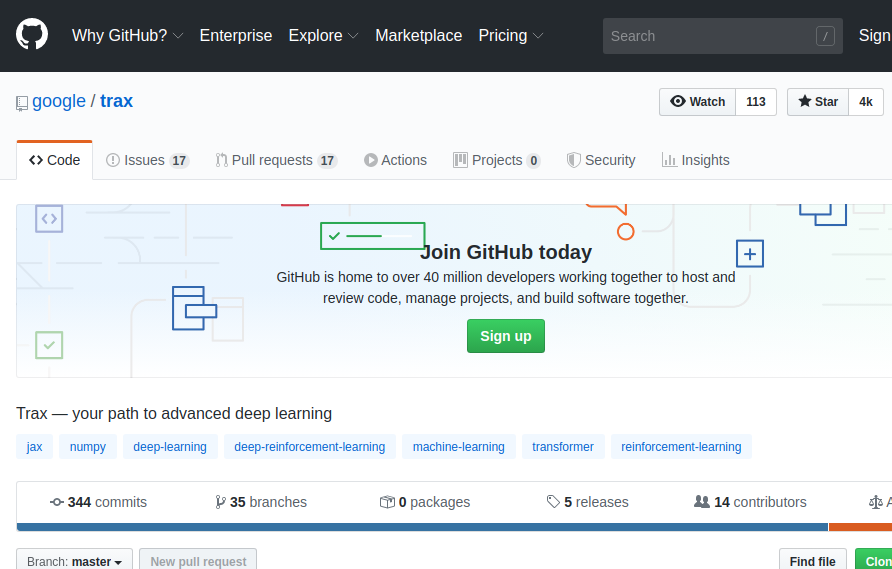 Why GitHub? Enterprise Explore Marketplace Pricing Search / Sign
google / trax Watch 113 Star 4k
Code Issues 17 Pull requests 17 Actions Projects 0 Security Insights
Join GitHub today
GitHub is home to over 40 million developers working together to host and
review code, manage projects, and build software together.
Sign up
Trax — your path to advanced deep learning
jax numpy deep-learning deep-reinforcement-learning machine-learning transformer reinforcement-learning
344 commits 35 branches 0 packages 5 releases 14 contributors
Branch: master New pull request Find file